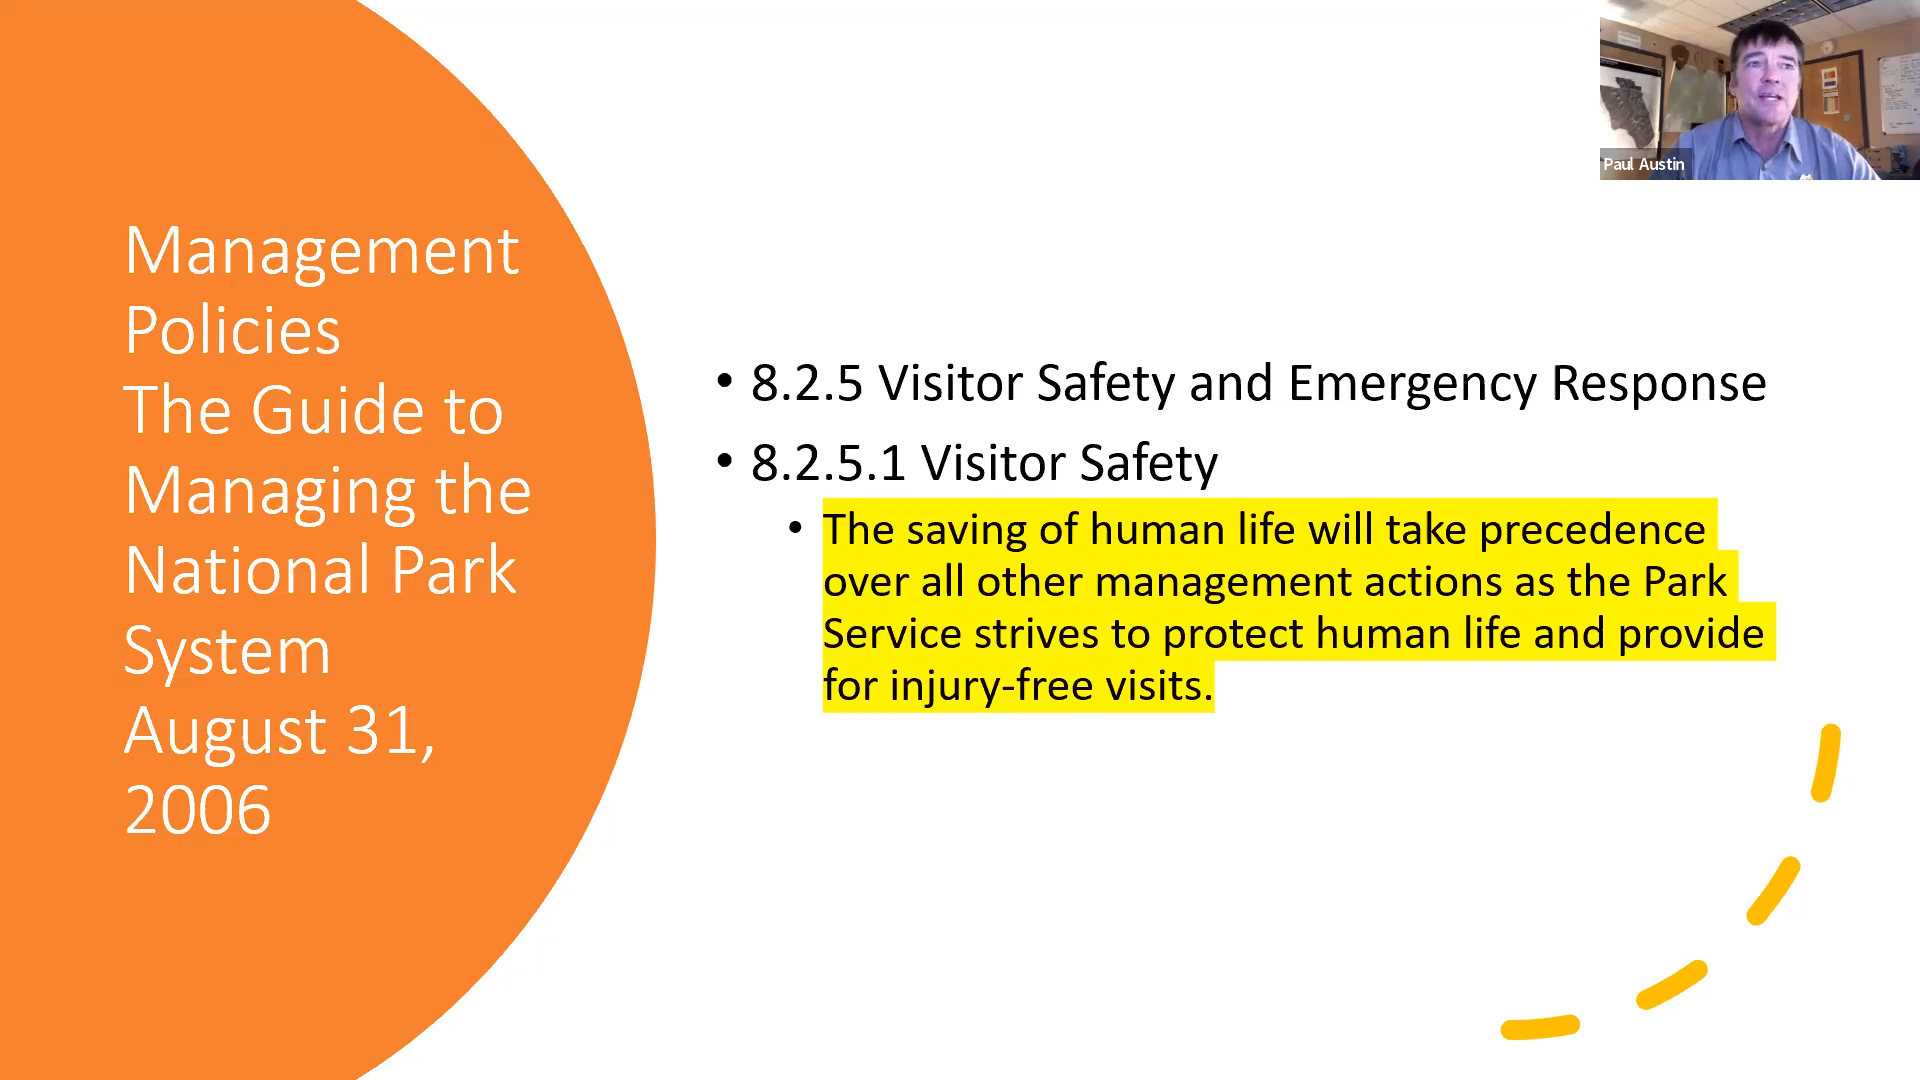 Management
Policies
The Guide to
Managing the
National Park
System
August 31,
2006
• 8.2.5 Visitor Safety and Emergency Response
• 8.2.5.1 Visitor Safety
• The saving of human life will take precedence
over all other management actions as the Park
Service strives to protect human life and provide
for injury-free visits.
Paul Austin